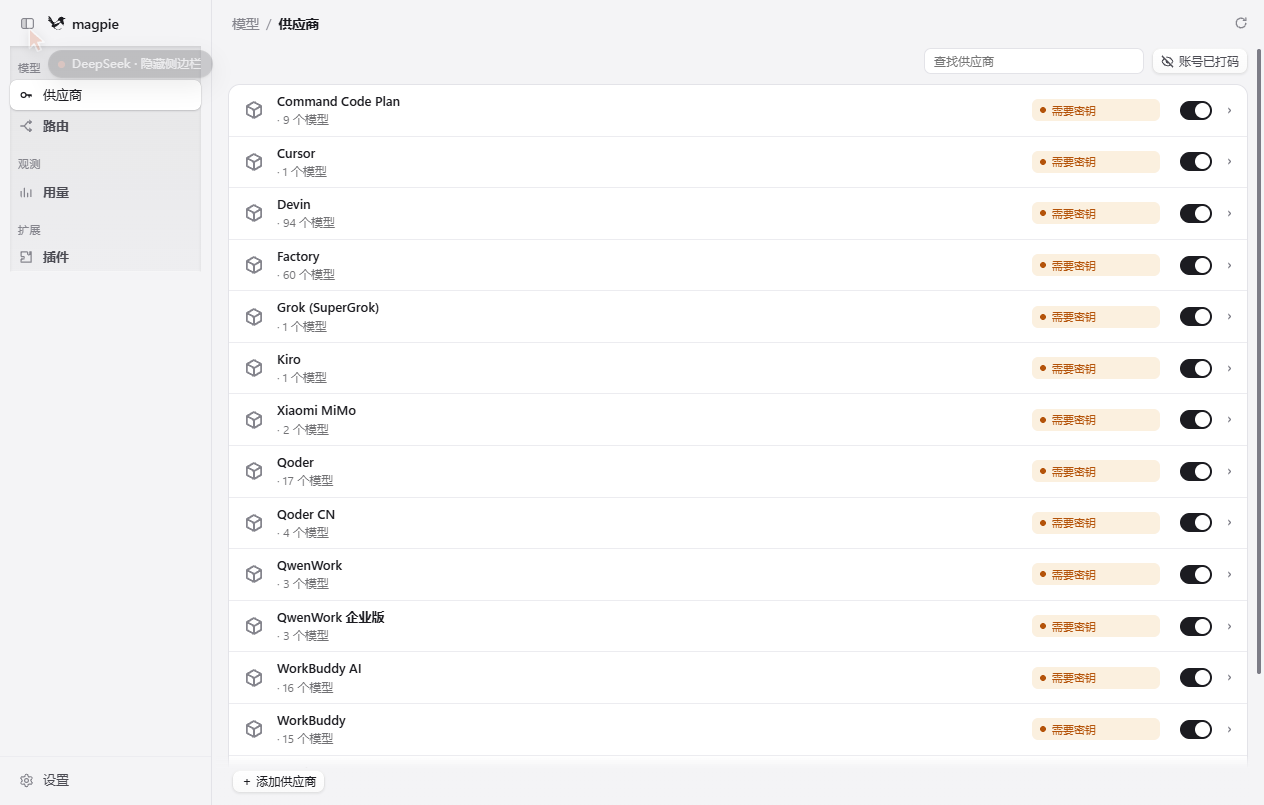 magpie
DeepSeek · 隐藏侧边栏
模型
供应商
路由
观测
用量
扩展
插件
设置
模型 / 供应商
查找供应商
账号已打码
Command Code Plan
· 9 个模型
需要密钥
Cursor
· 1 个模型
需要密钥
Devin
· 94 个模型
需要密钥
Factory
· 60 个模型
需要密钥
Grok (SuperGrok)
· 1 个模型
需要密钥
Kiro
· 1 个模型
需要密钥
Xiaomi MiMo
· 2 个模型
需要密钥
Qoder
· 17 个模型
需要密钥
Qoder CN
· 4 个模型
需要密钥
QwenWork
· 3 个模型
需要密钥
QwenWork 企业版
· 3 个模型
需要密钥
WorkBuddy AI
· 16 个模型
需要密钥
WorkBuddy
· 15 个模型
需要密钥
+ 添加供应商